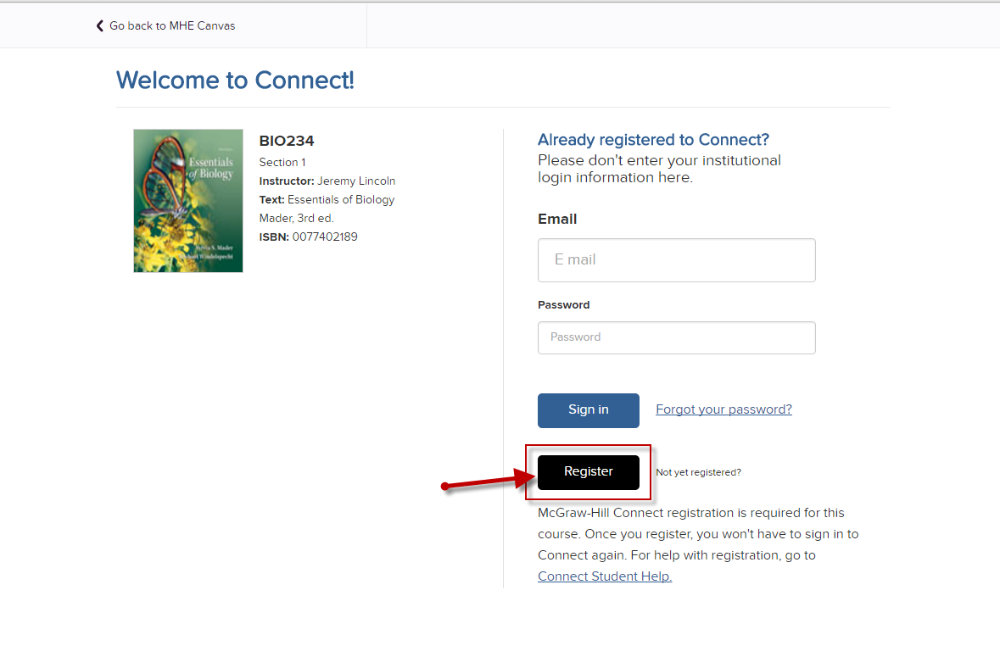 Go back to MHE Canvas
Welcome to Connect!
Essentials
of Biology
Sylvia S. Mader
Michael Windelspecht
BIO234
Section 1
Instructor: Jeremy Lincoln
Text: Essentials of Biology
Mader, 3rd ed.
ISBN: 0077402189
Already registered to Connect?
Please don't enter your institutional
login information here.
Email
E mail
Password
Password
Sign in
Forgot your password?
Register
Not yet registered?
McGraw-Hill Connect registration is required for this
course. Once you register, you won't have to sign in to
Connect again. For help with registration, go to
Connect Student Help.